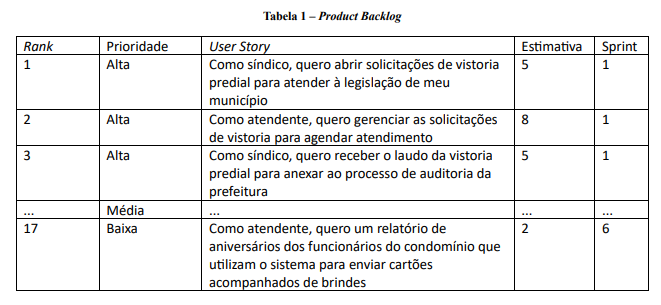 Tabela 1 – Product Backlog
Rank Prioridade User Story Estimativa Sprint
1 Alta Como síndico, quero abrir solicitações de vistoria 5 1
predial para atender à legislação de meu
município
2 Alta Como atendente, quero gerenciar as solicitações 8 1
de vistoria para agendar atendimento
3 Alta Como síndico, quero receber o laudo da vistoria 5 1
predial para anexar ao processo de auditoria da
prefeitura
... Média ... ... ...
17 Baixa Como atendente, quero um relatório de 2 6
aniversários dos funcionários do condomínio que
utilizam o sistema para enviar cartões
acompanhados de brindes